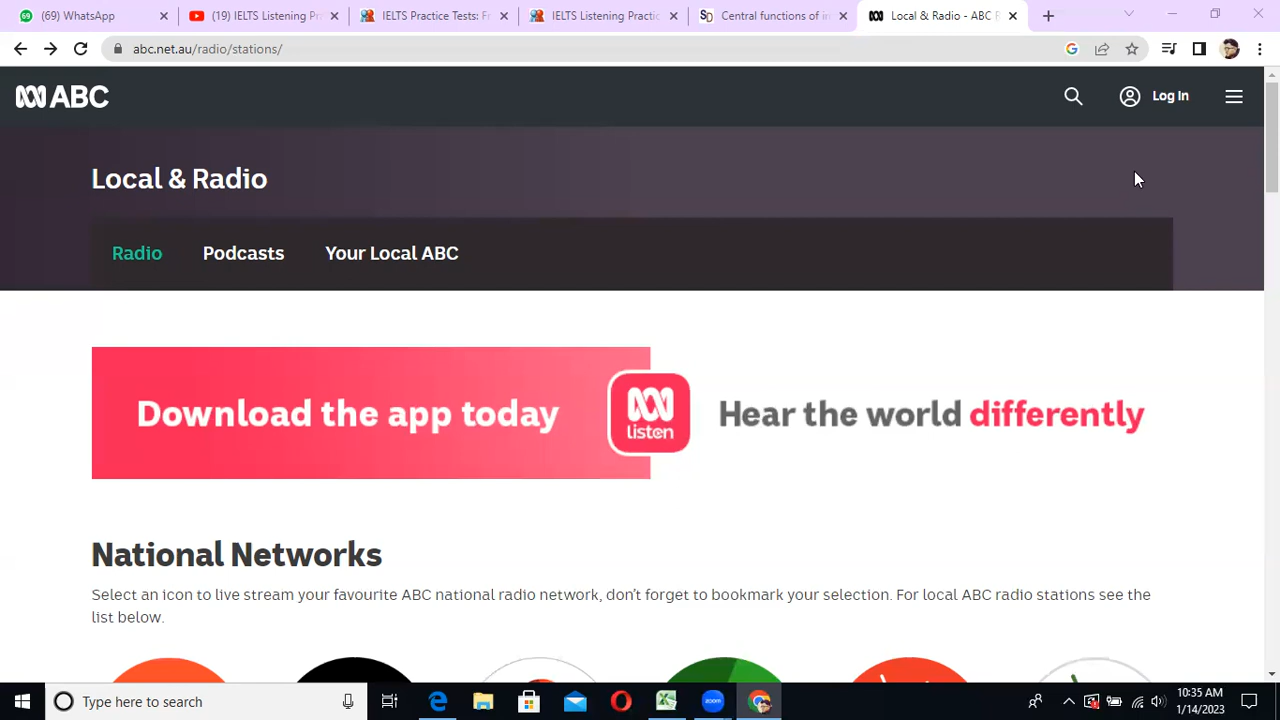 (69) WhatsApp
(19) IELTS Listening Pr
IELTS Practice Tests: Fr
IELTS Listening Practic
Central functions of in
Local & Radio - ABC R
abc.net.au/radio/stations/
ABC
Log In
Local & Radio
Radio
Podcasts
Your Local ABC
Download the app today
listen
Hear the world differently
National Networks
Select an icon to live stream your favourite ABC national radio network, don't forget to bookmark your selection. For local ABC radio stations see the
list below.
Type here to search
zoom
10:35 AM
1/14/2023